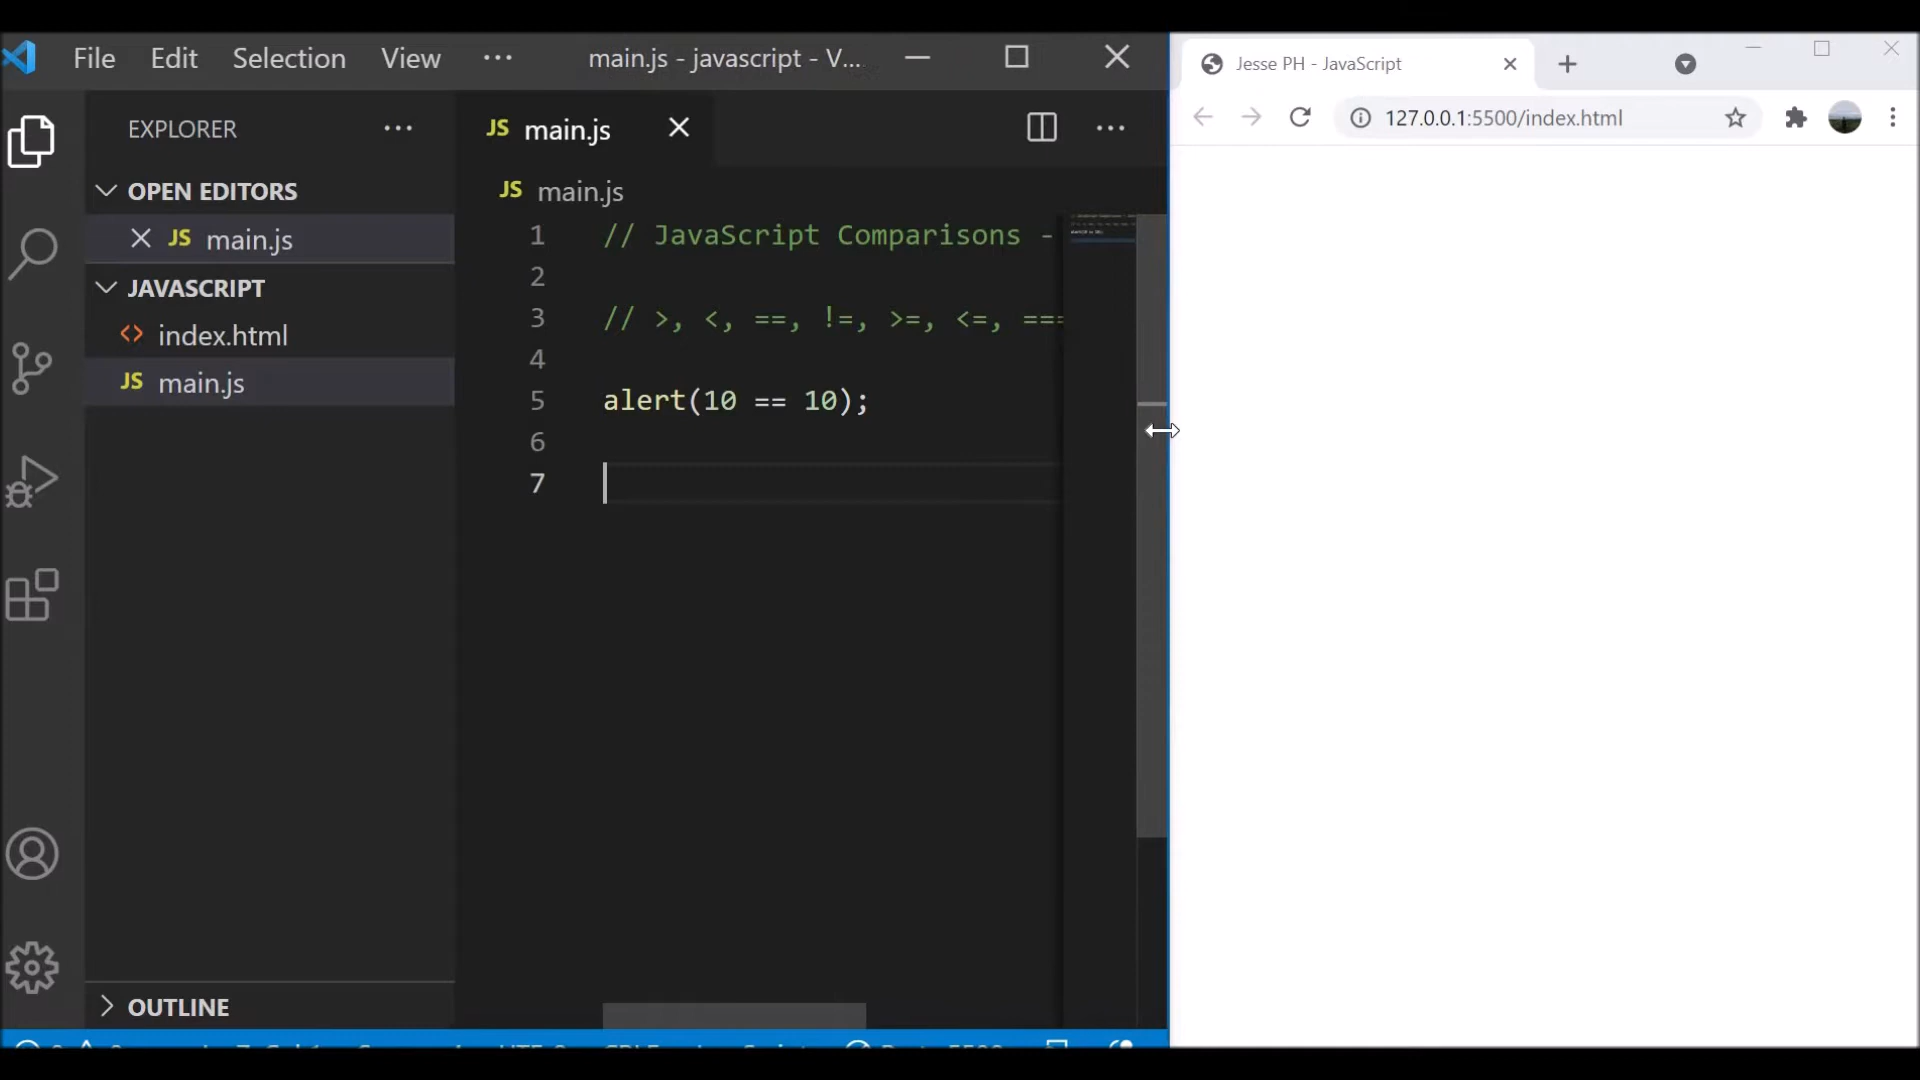 File Edit Selection View ··· main.js - javascript - V...
EXPLORER ···
OPEN EDITORS
JS main.js
JAVASCRIPT
<> index.html
JS main.js
OUTLINE
JS main.js ···
JS main.js
1 // JavaScript Comparisons -
2
3 // >, <, ==, !=, >=, <=, ===
4
5 alert(10 == 10);
6
7
Jesse PH - JavaScript
127.0.0.1:5500/index.html